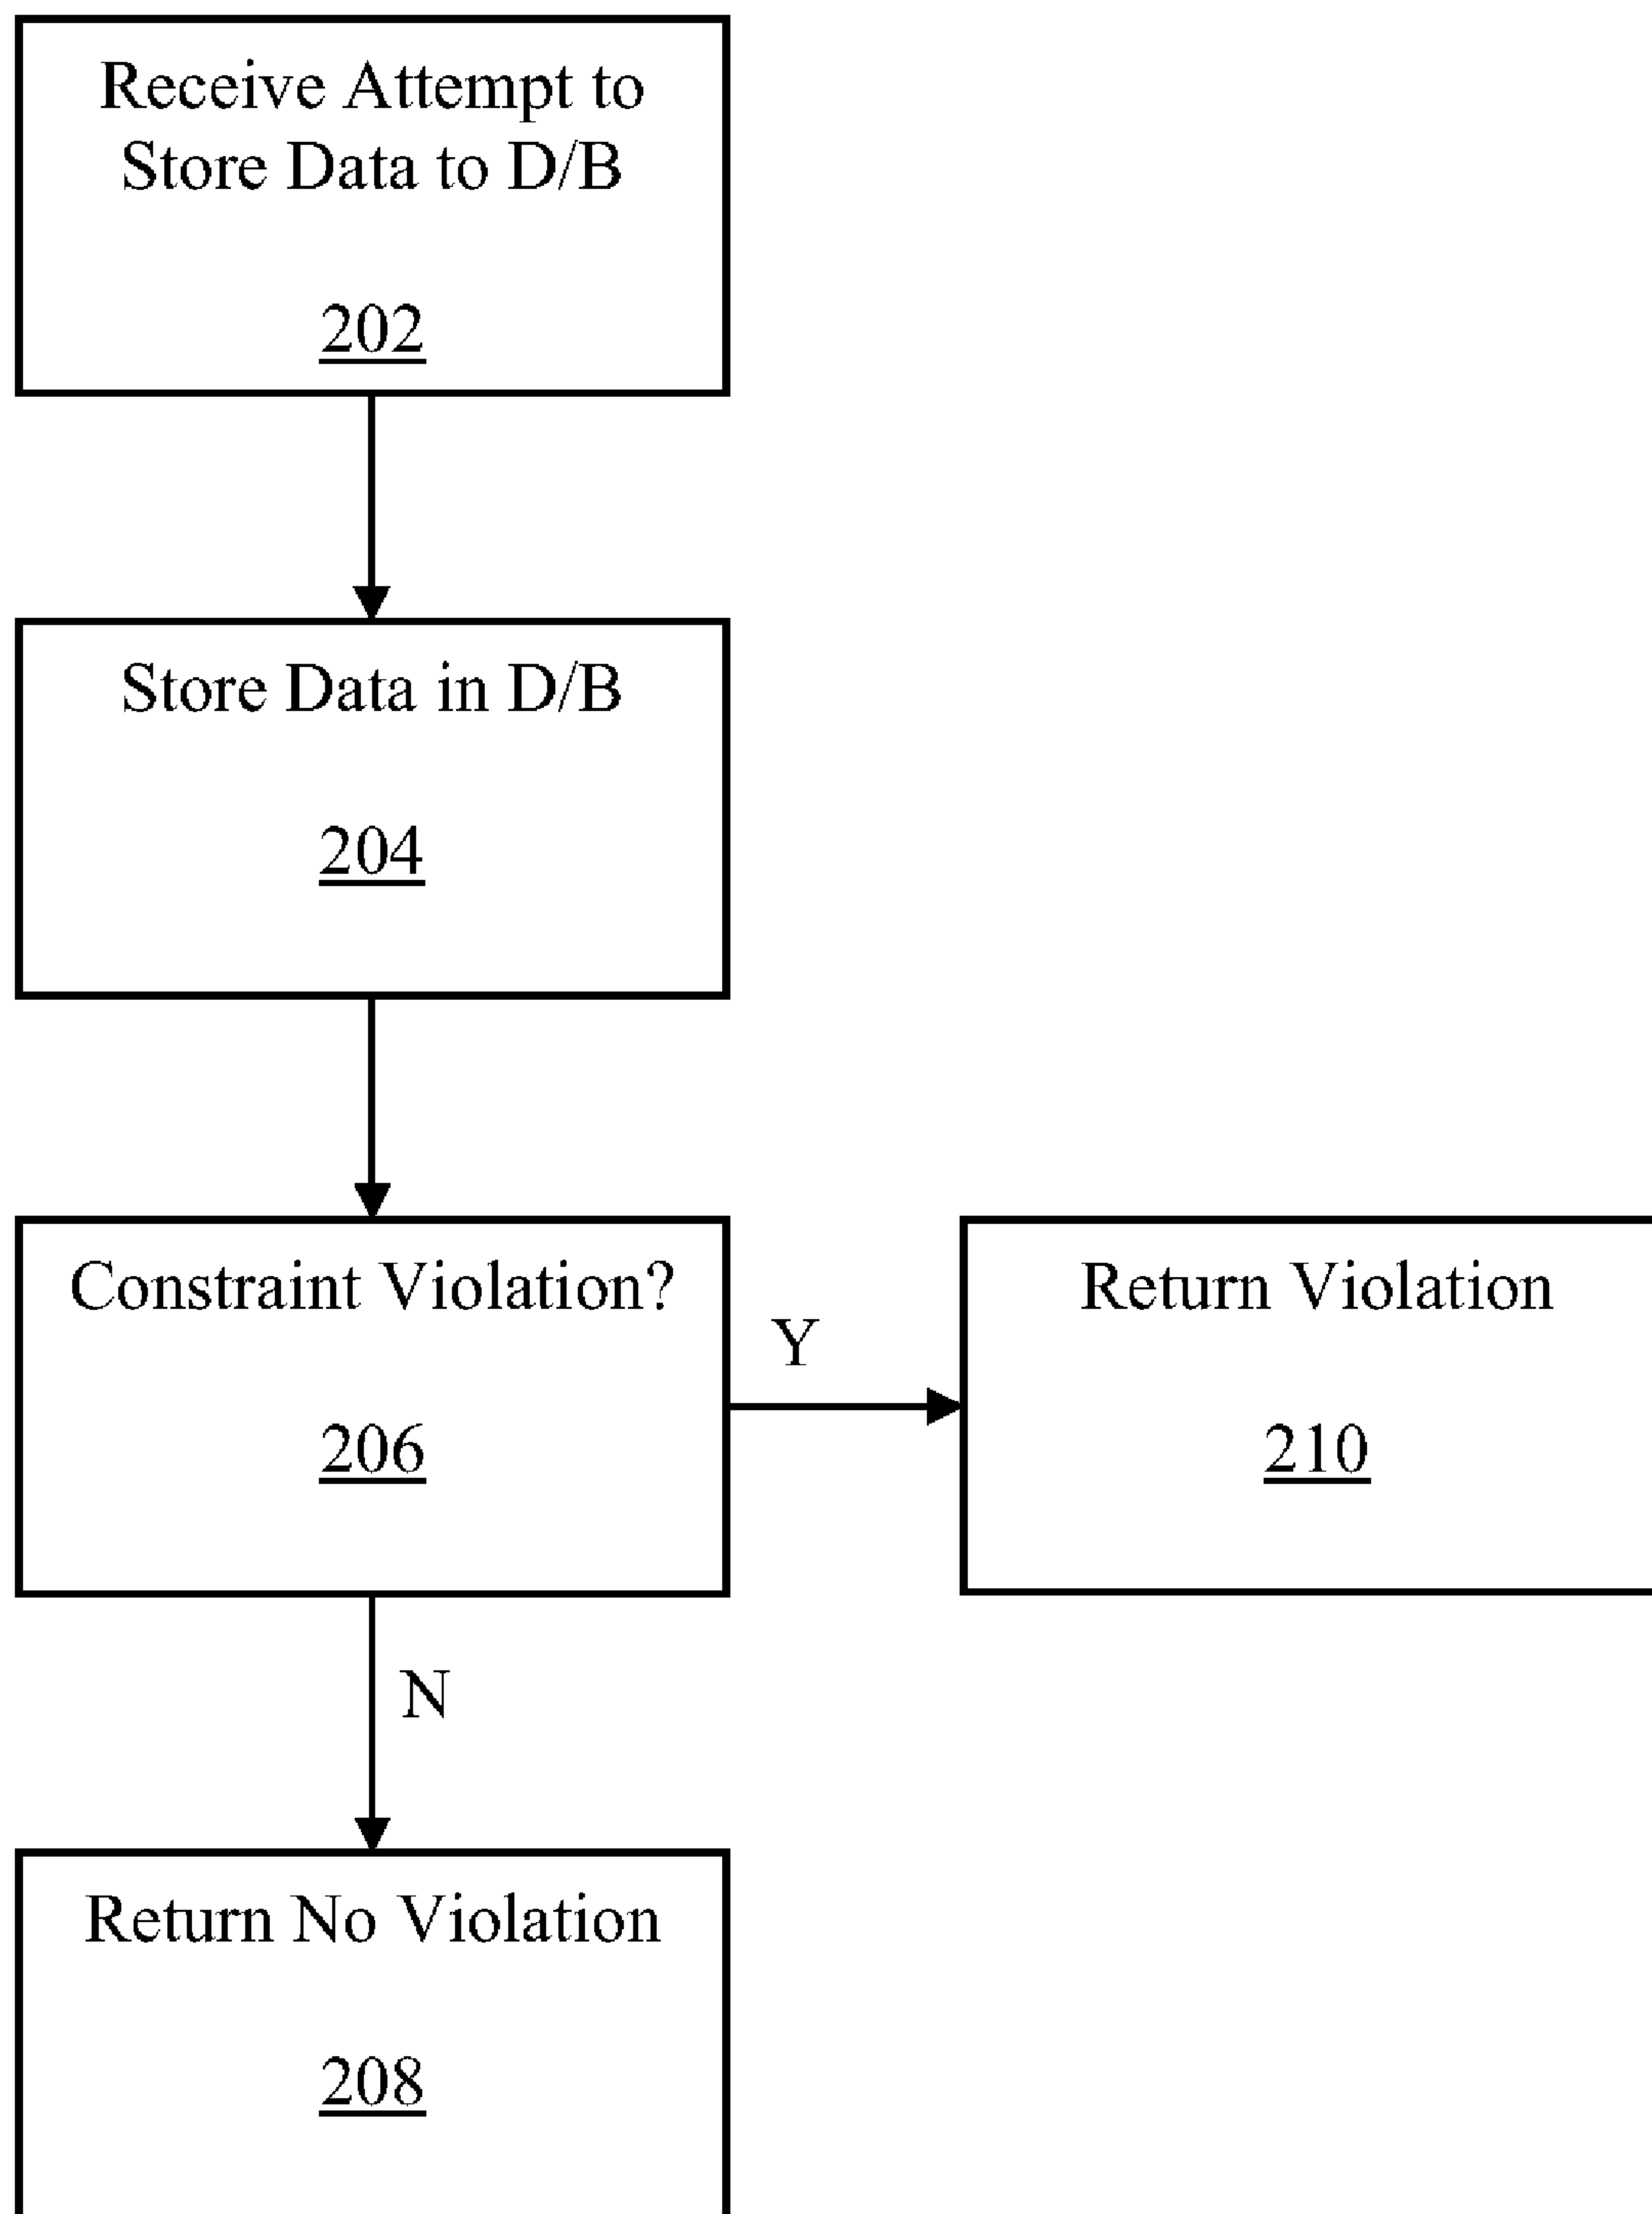 Receive Attempt to
Store Data to D/B
202
Store Data in D/B
204
Constraint Violation?
206
Y
Return Violation
210
N
Return No Violation
208